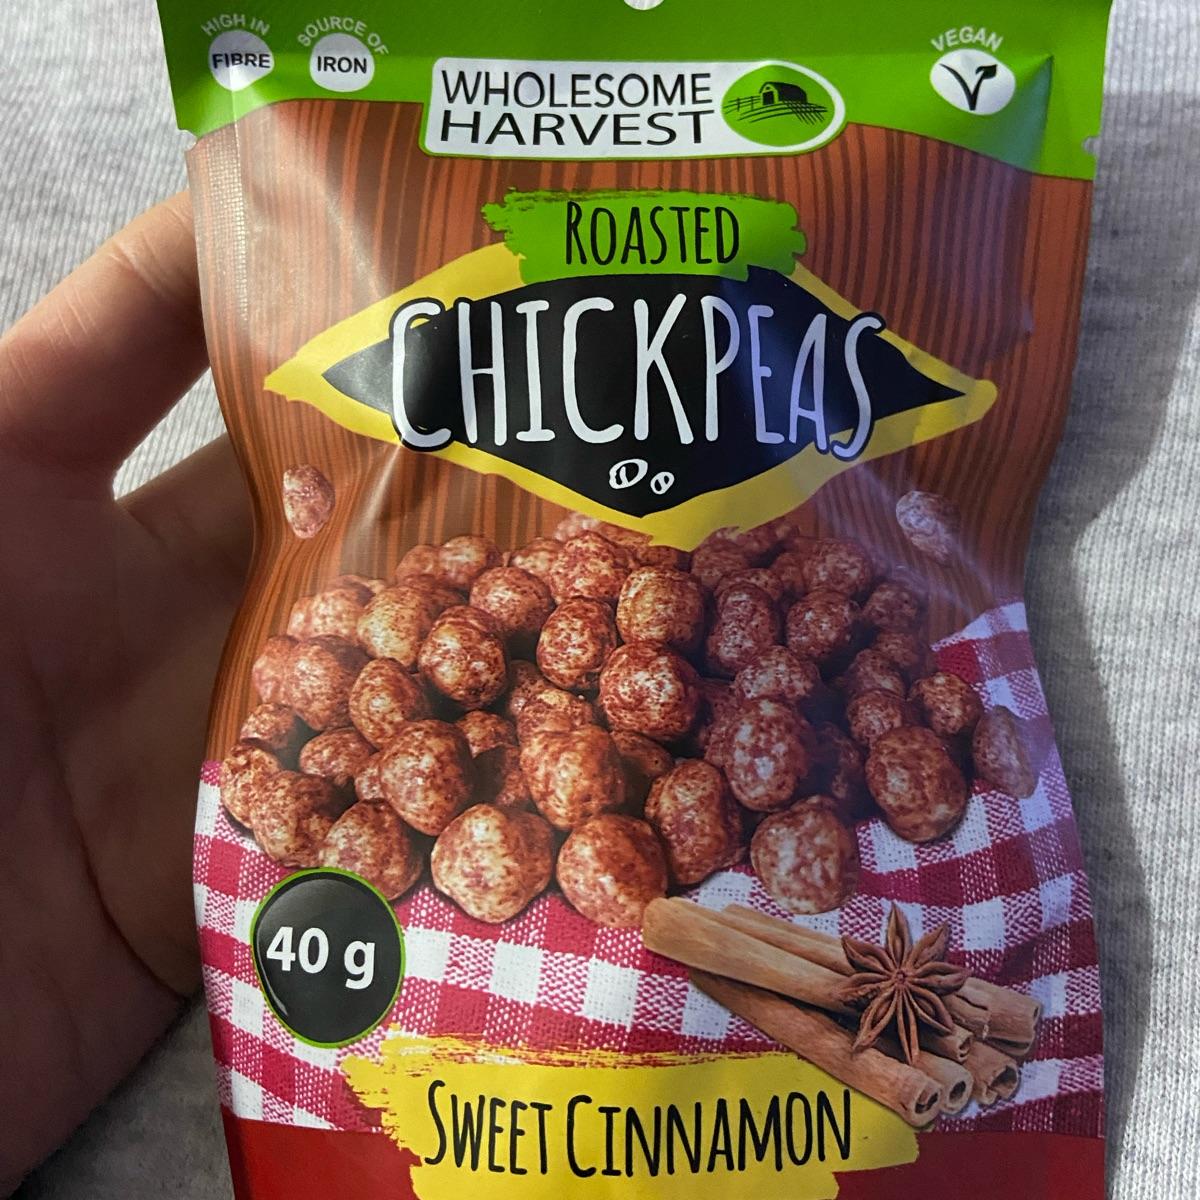 HIGH IN
FIBRE
SOURCE OF
IRON
WHOLESOME
HARVEST
VEGAN
ROASTED
CHICKPEAS
40 g
SWEET CINNAMON